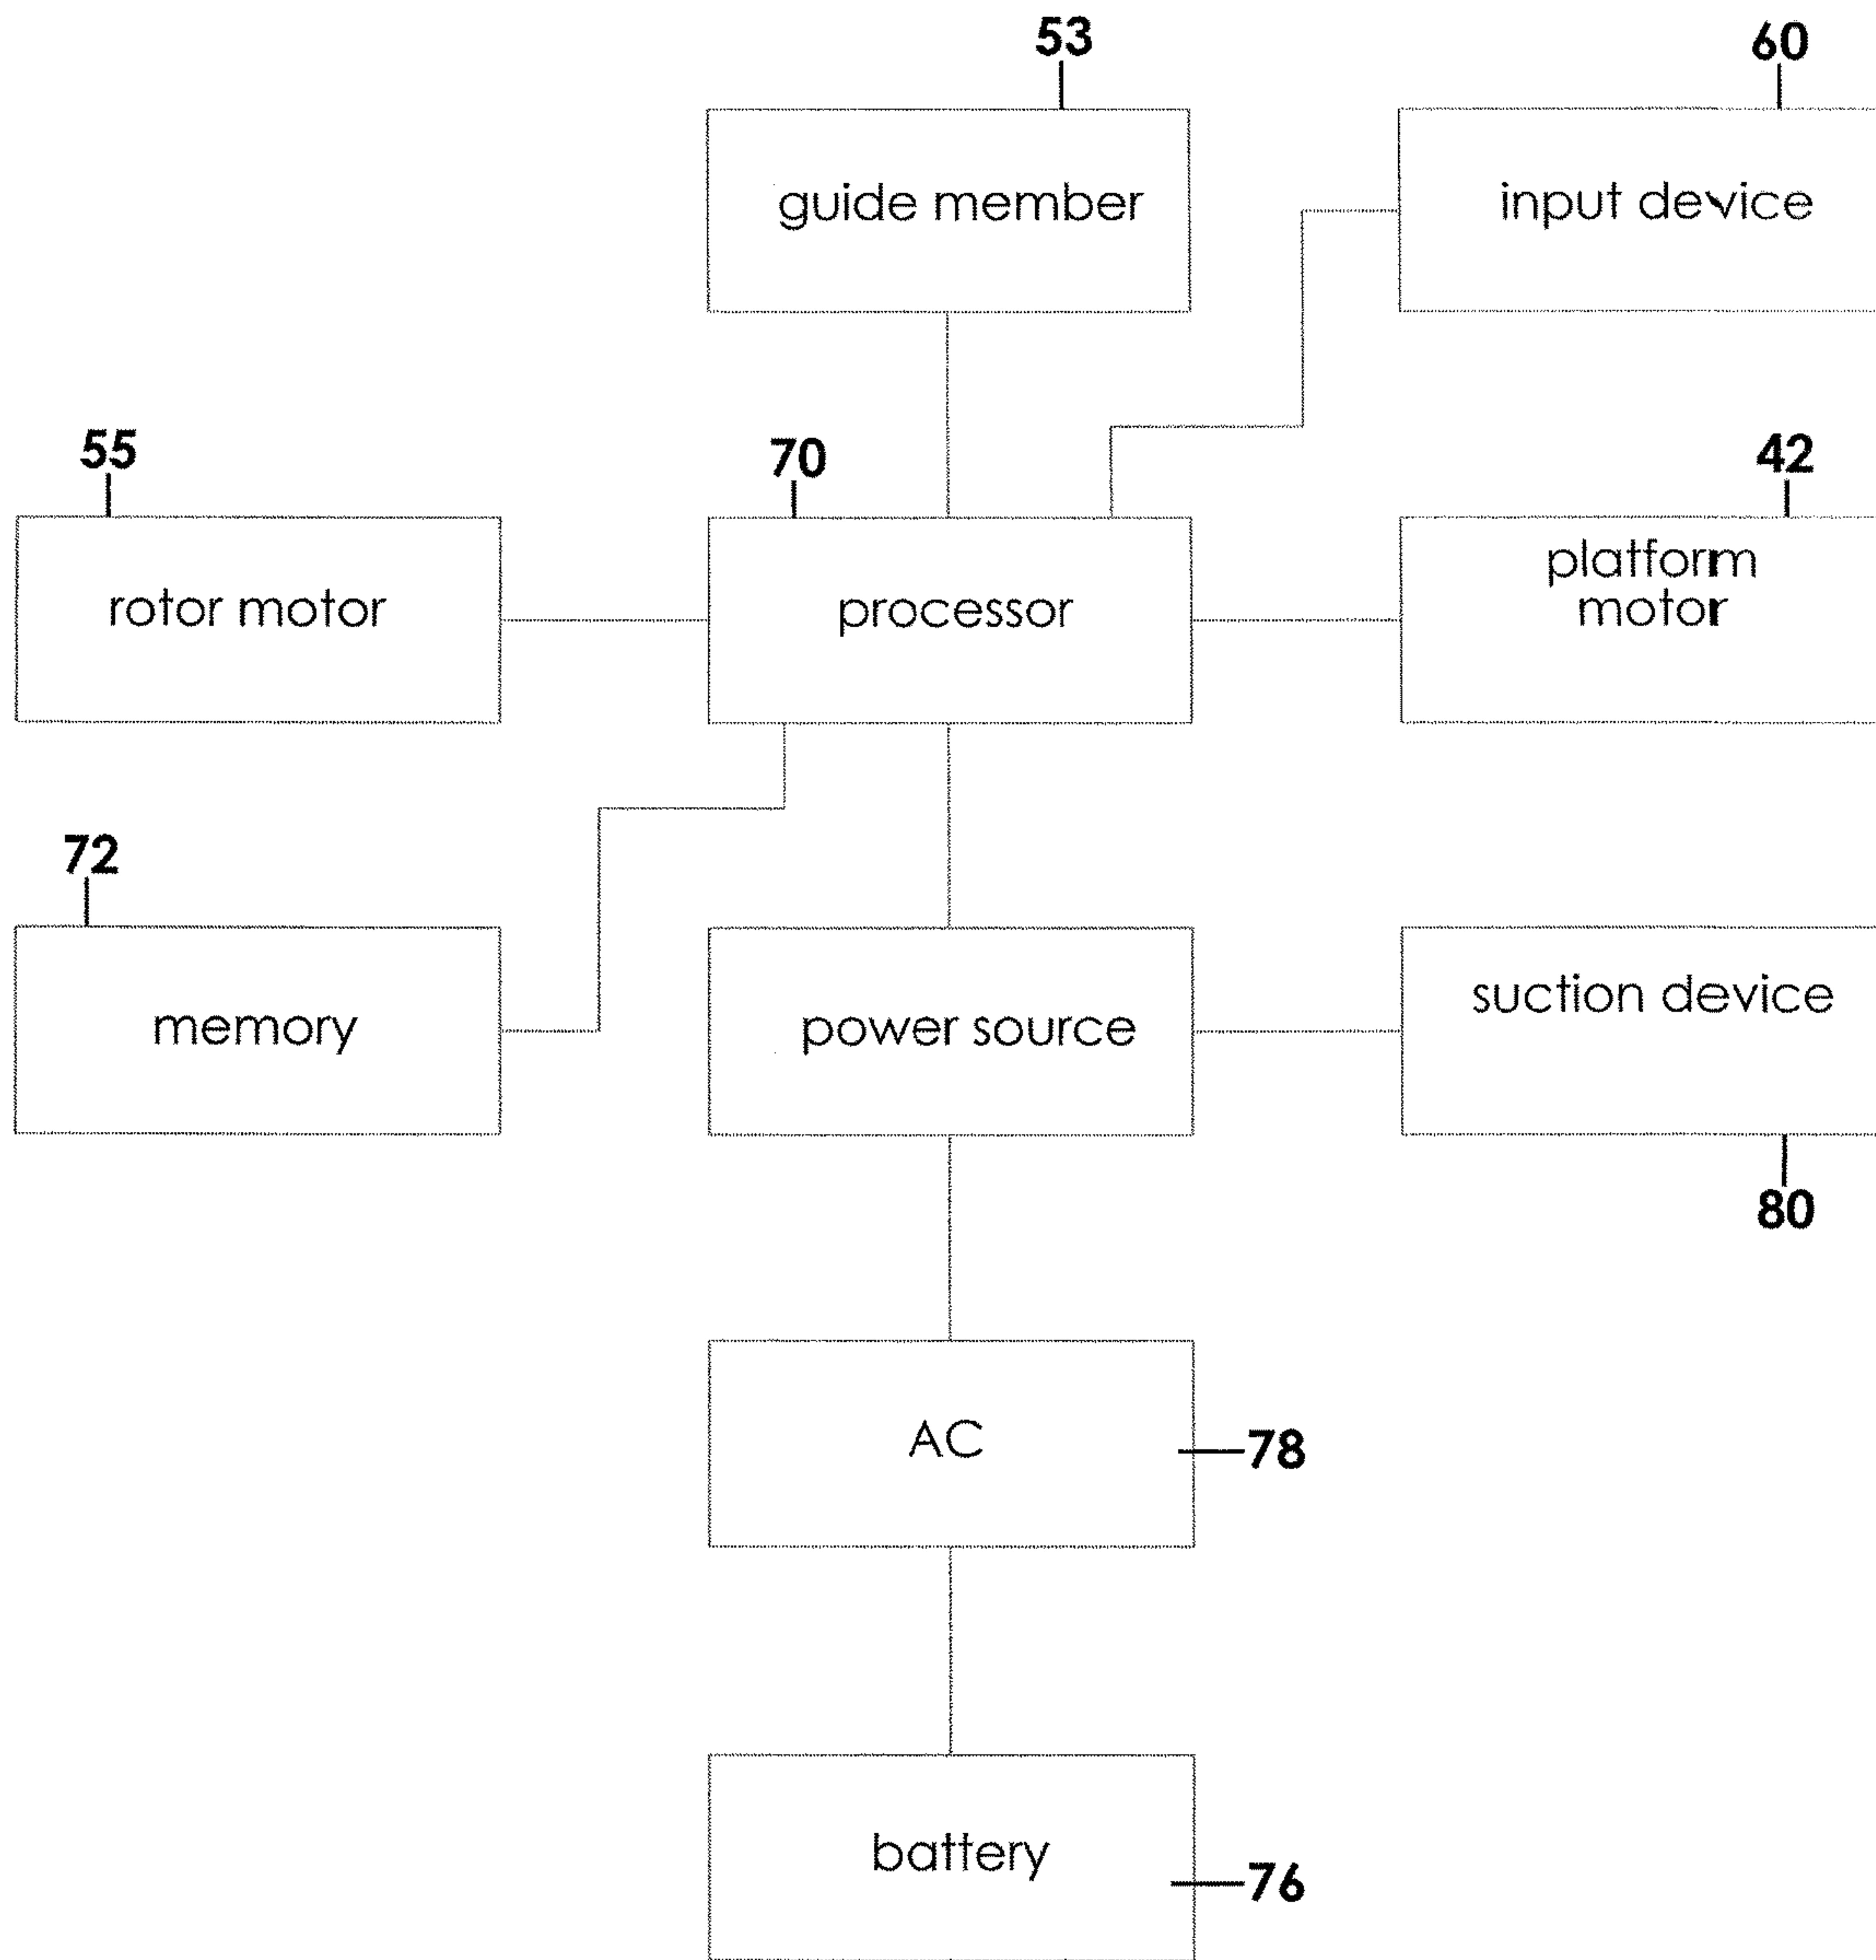 53
60
guide member
input device
55
70
42
rotor motor
processor
platform
motor
72
memory
power source
suction device
80
AC
78
battery
76